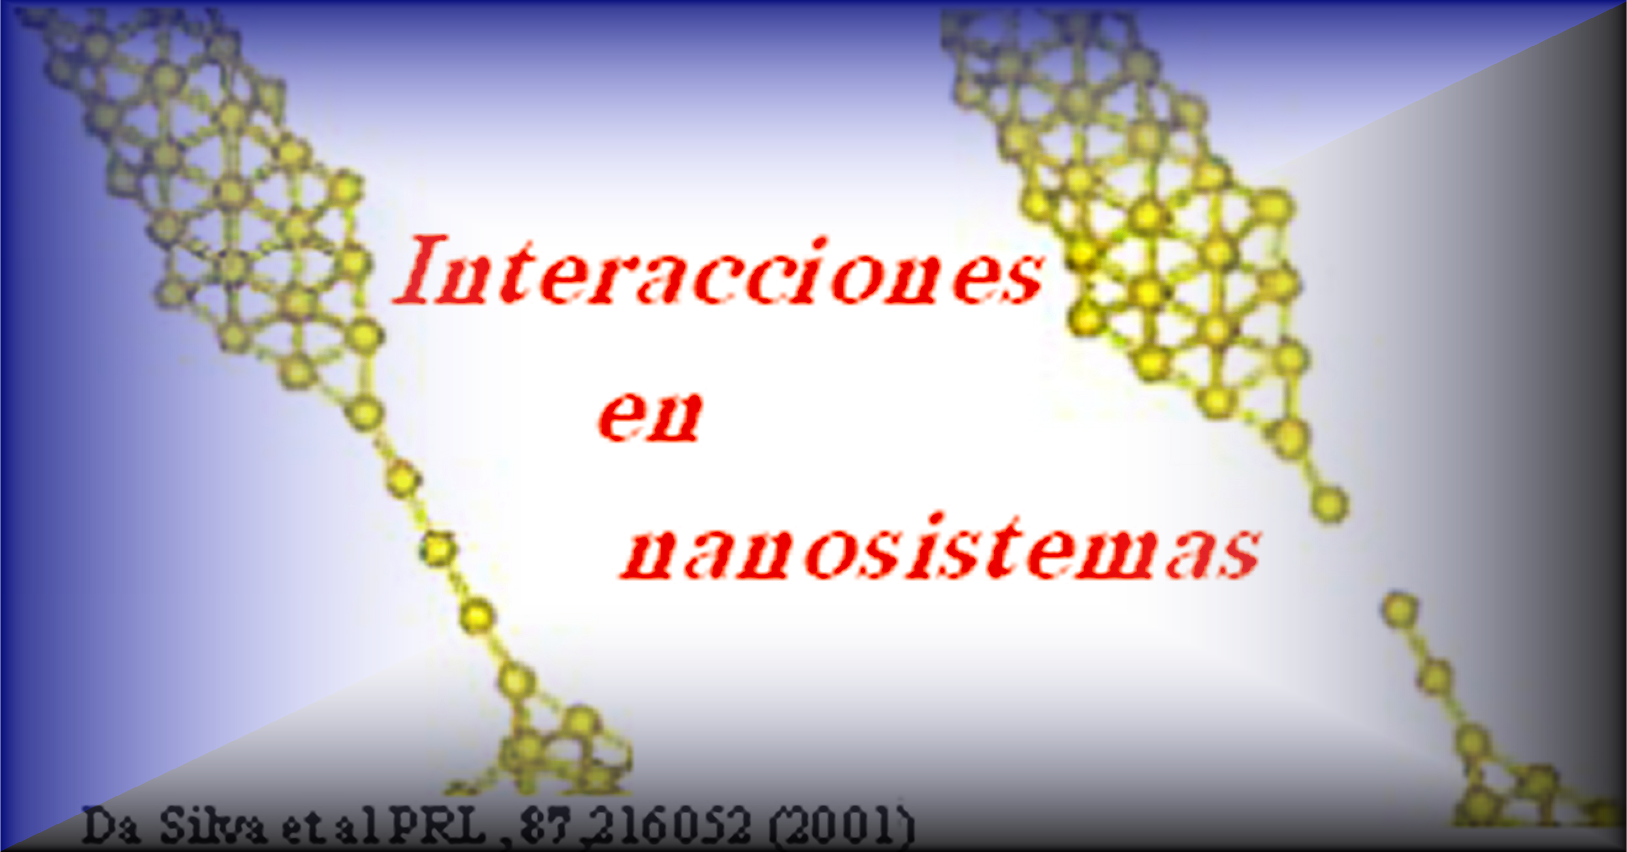 Interacciones
en
nanosistemas
Da Silva et al PRL , 87,216052 (2001)